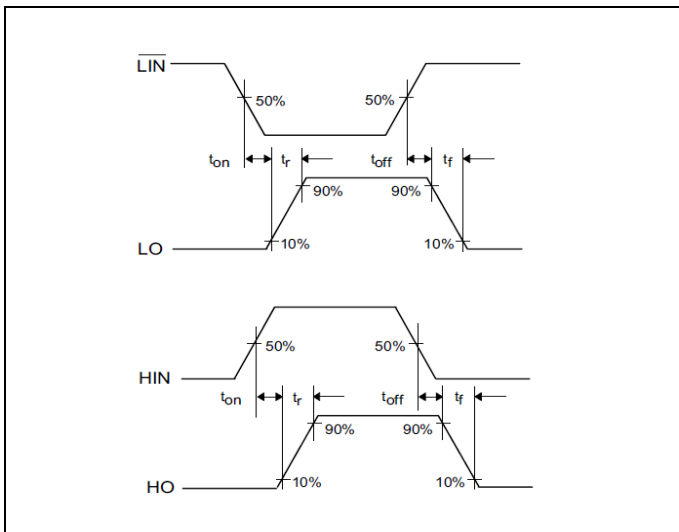 LIN
50% 50%
ton tr toff tf
90% 90%
LO 10% 10%
50% 50%
HIN
ton tr toff tf
90% 90%
HO 10% 10%